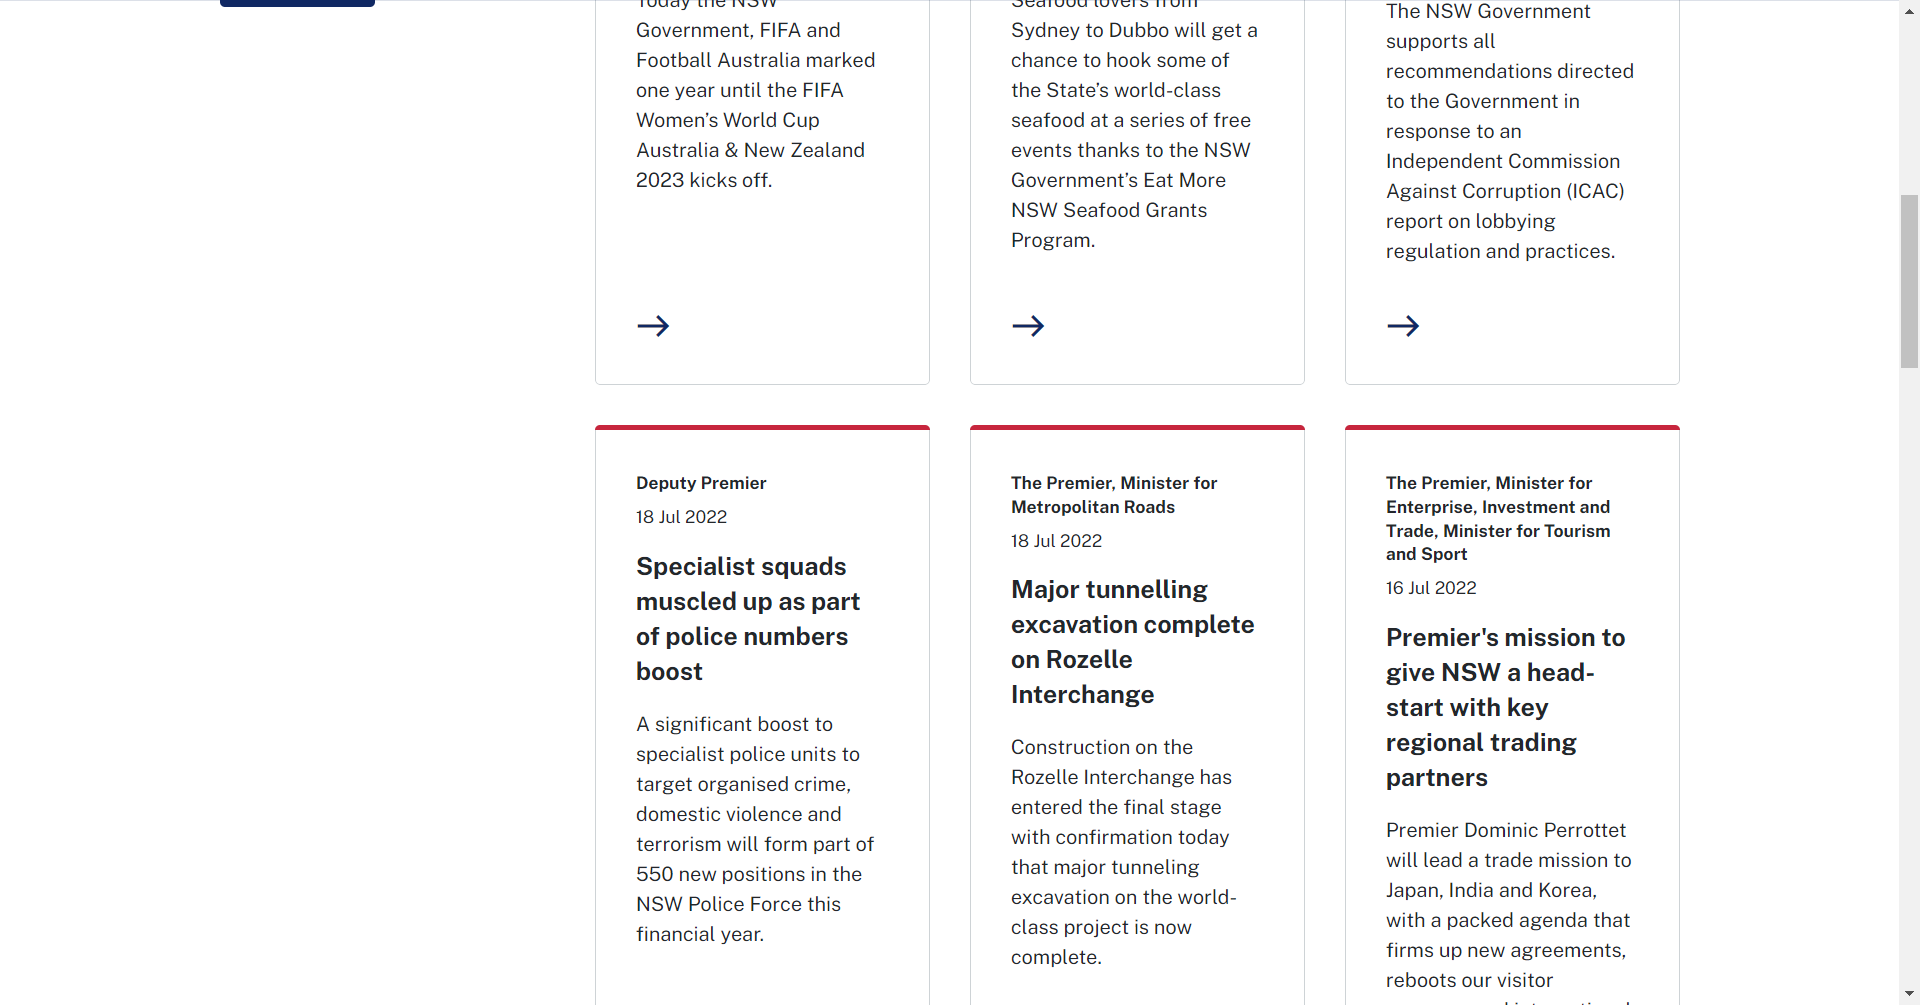 Today the NSW
Government, FIFA and
Football Australia marked
one year until the FIFA
Women’s World Cup
Australia & New Zealand
2023 kicks off.
Seafood lovers from
Sydney to Dubbo will get a
chance to hook some of
the State’s world-class
seafood at a series of free
events thanks to the NSW
Government’s Eat More
NSW Seafood Grants
Program.
The NSW Government
supports all
recommendations directed
to the Government in
response to an
Independent Commission
Against Corruption (ICAC)
report on lobbying
regulation and practices.
Deputy Premier
18 Jul 2022
Specialist squads
muscled up as part
of police numbers
boost
A significant boost to
specialist police units to
target organised crime,
domestic violence and
terrorism will form part of
550 new positions in the
NSW Police Force this
financial year.
The Premier, Minister for
Metropolitan Roads
18 Jul 2022
Major tunnelling
excavation complete
on Rozelle
Interchange
Construction on the
Rozelle Interchange has
entered the final stage
with confirmation today
that major tunneling
excavation on the world-
class project is now
complete.
The Premier, Minister for
Enterprise, Investment and
Trade, Minister for Tourism
and Sport
16 Jul 2022
Premier's mission to
give NSW a head-
start with key
regional trading
partners
Premier Dominic Perrottet
will lead a trade mission to
Japan, India and Korea,
with a packed agenda that
firms up new agreements,
reboots our visitor